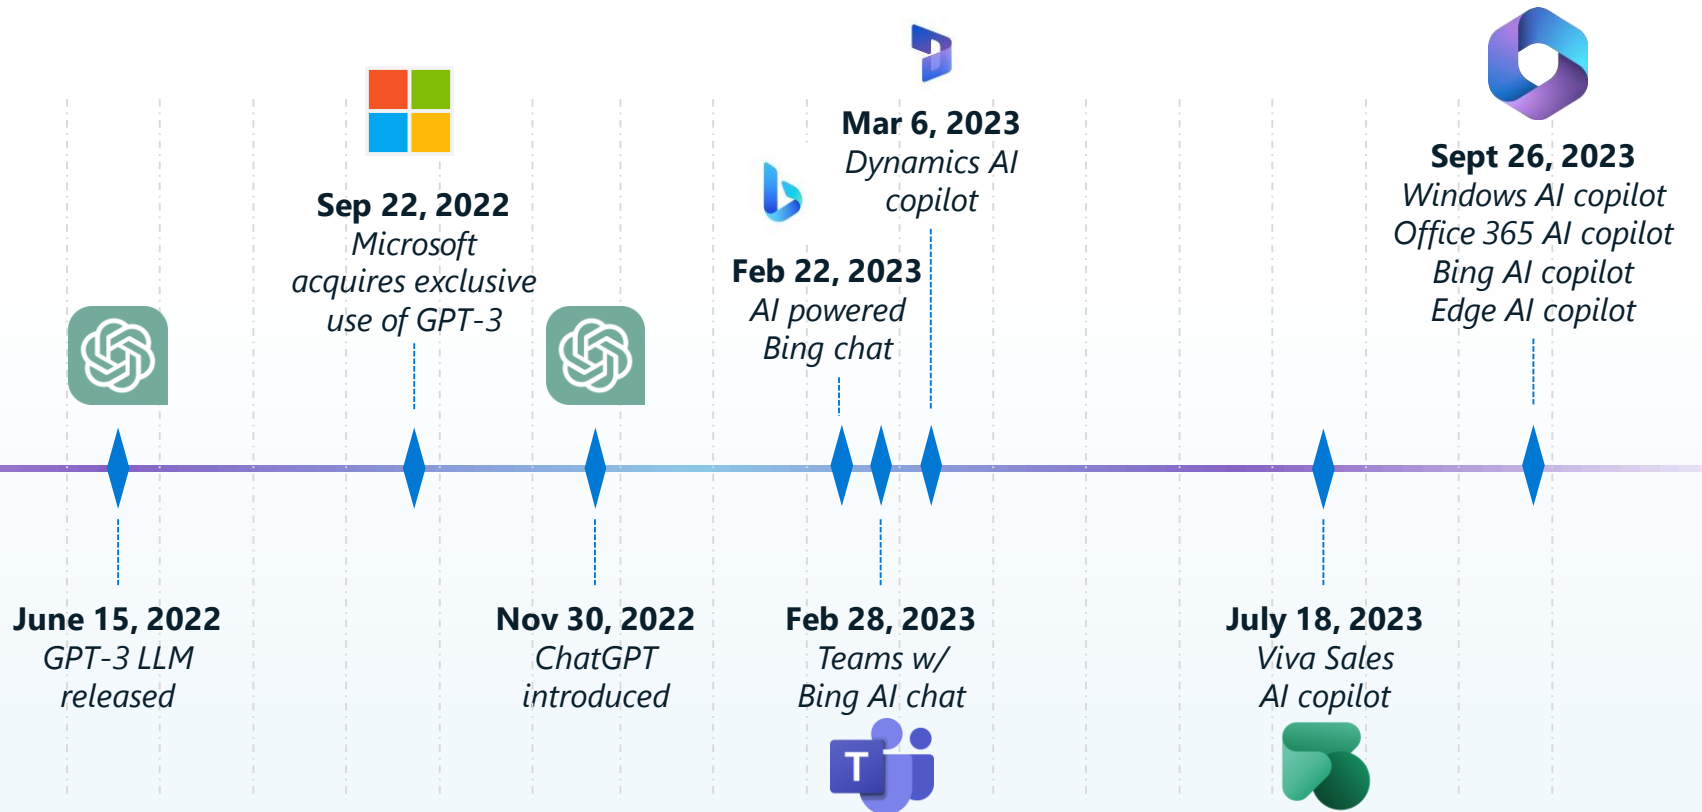 June 15, 2022
GPT-3 LLM
released
Sep 22, 2022
Microsoft
acquires exclusive
use of GPT-3
Nov 30, 2022
ChatGPT
introduced
Feb 22, 2023
AI powered
Bing chat
Feb 28, 2023
Teams w/
Bing AI chat
T
Mar 6, 2023
Dynamics AI
copilot
July 18, 2023
Viva Sales
AI copilot
Sept 26, 2023
Windows AI copilot
Office 365 AI copilot
Bing AI copilot
Edge AI copilot